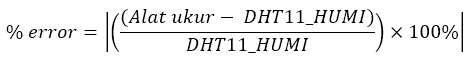 % error = |((Alat ukur − DHT11_HUMI) / DHT11_HUMI) × 100%|